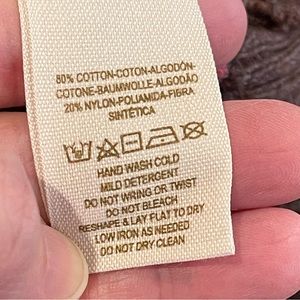 80% COTTON-COTON-ALGODÓN-
COTONE-BAUMWOLLE-ALGODÃO
20% NYLON-POLIAMIDA-FIBRA
SINTÉTICA
HAND WASH COLD
MILD DETERGENT
DO NOT WRING OR TWIST
DO NOT BLEACH
RESHAPE & LAY FLAT TO DRY
LOW IRON AS NEEDED
DO NOT DRY CLEAN